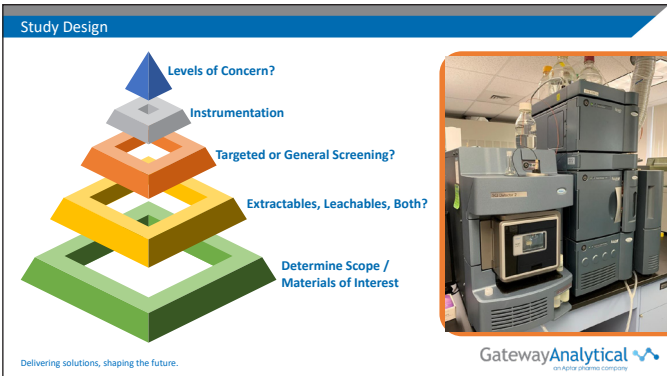 Study Design
Levels of Concern?
Instrumentation
Targeted or General Screening?
Extractables, Leachables, Both?
Determine Scope /
Materials of Interest
Delivering solutions, shaping the future.
GatewayAnalytical
an Aptar pharma company